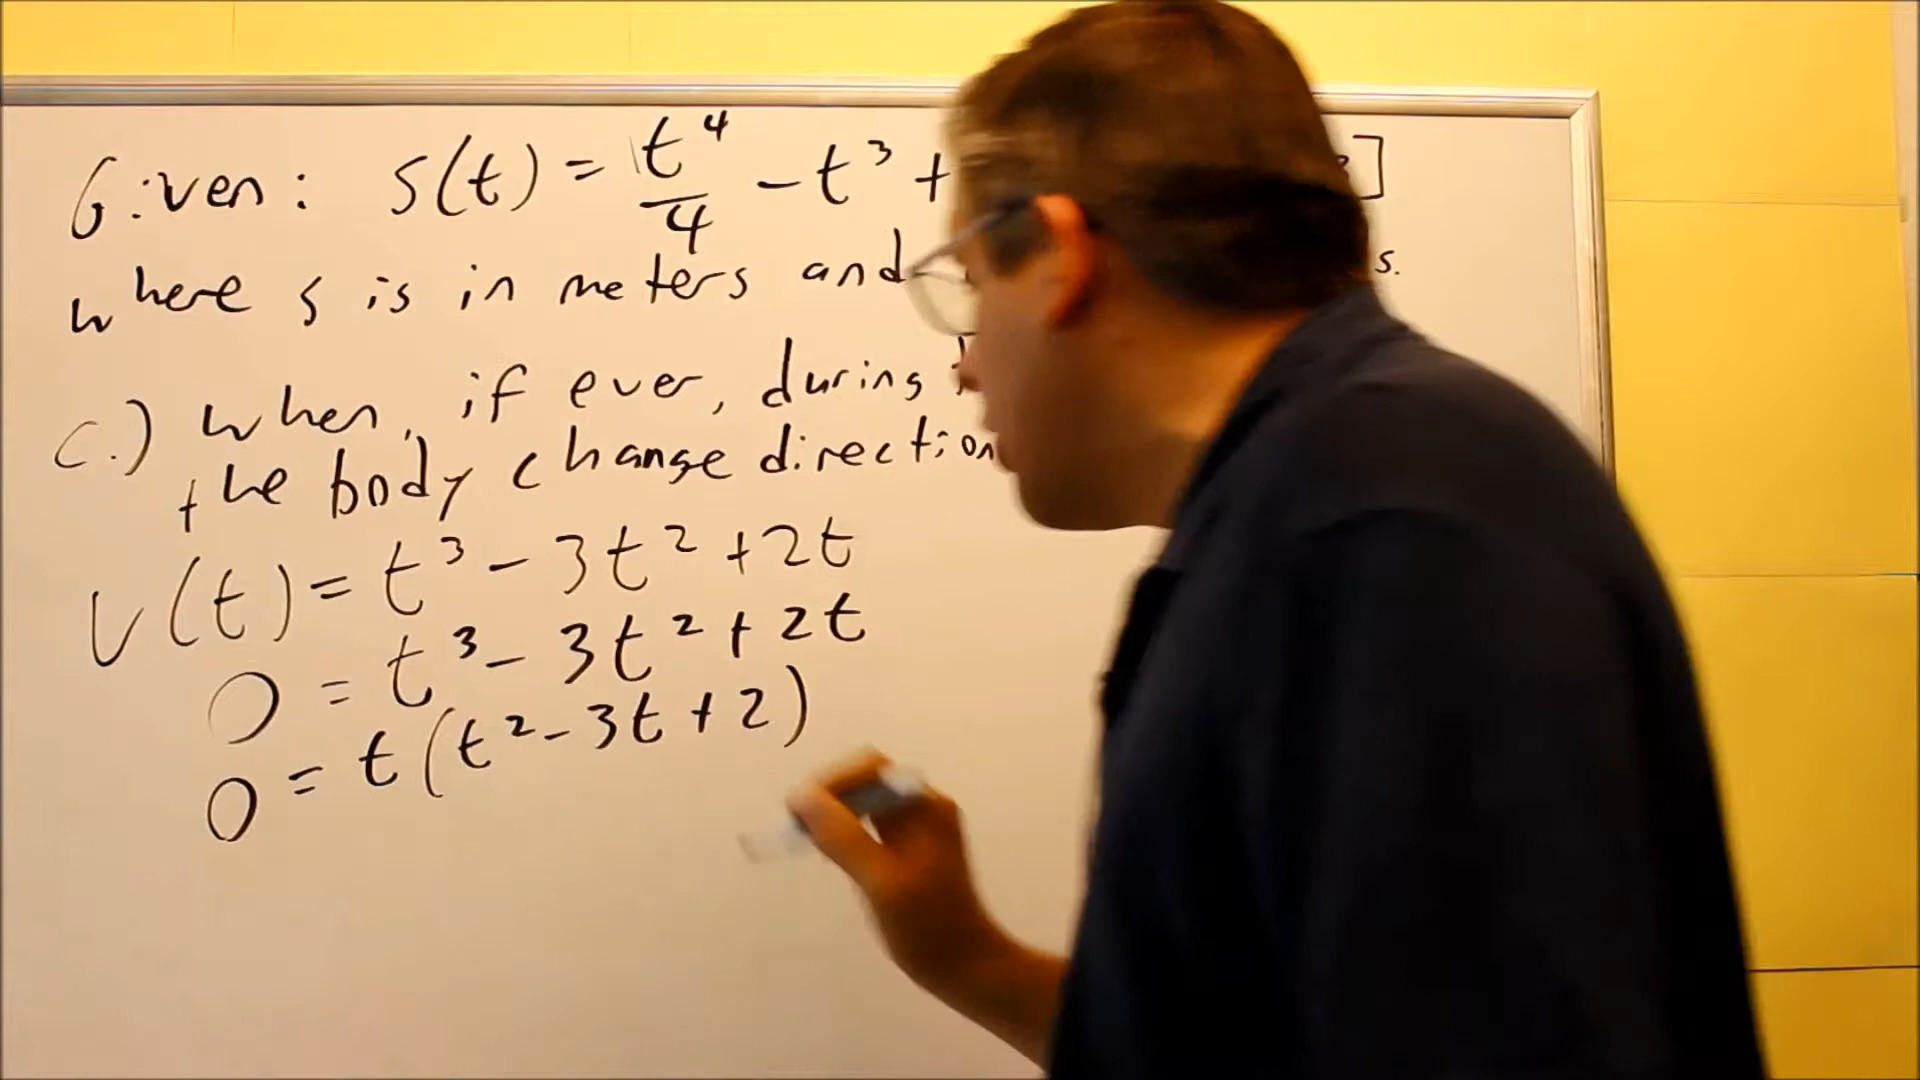 Given: s(t) = t⁴/4 - t³ + ]
where s is in meters and s.
c.) when, if ever, during
the body change direction
v(t) = t³ - 3t² + 2t
0 = t³ - 3t² + 2t
0 = t(t² - 3t + 2)